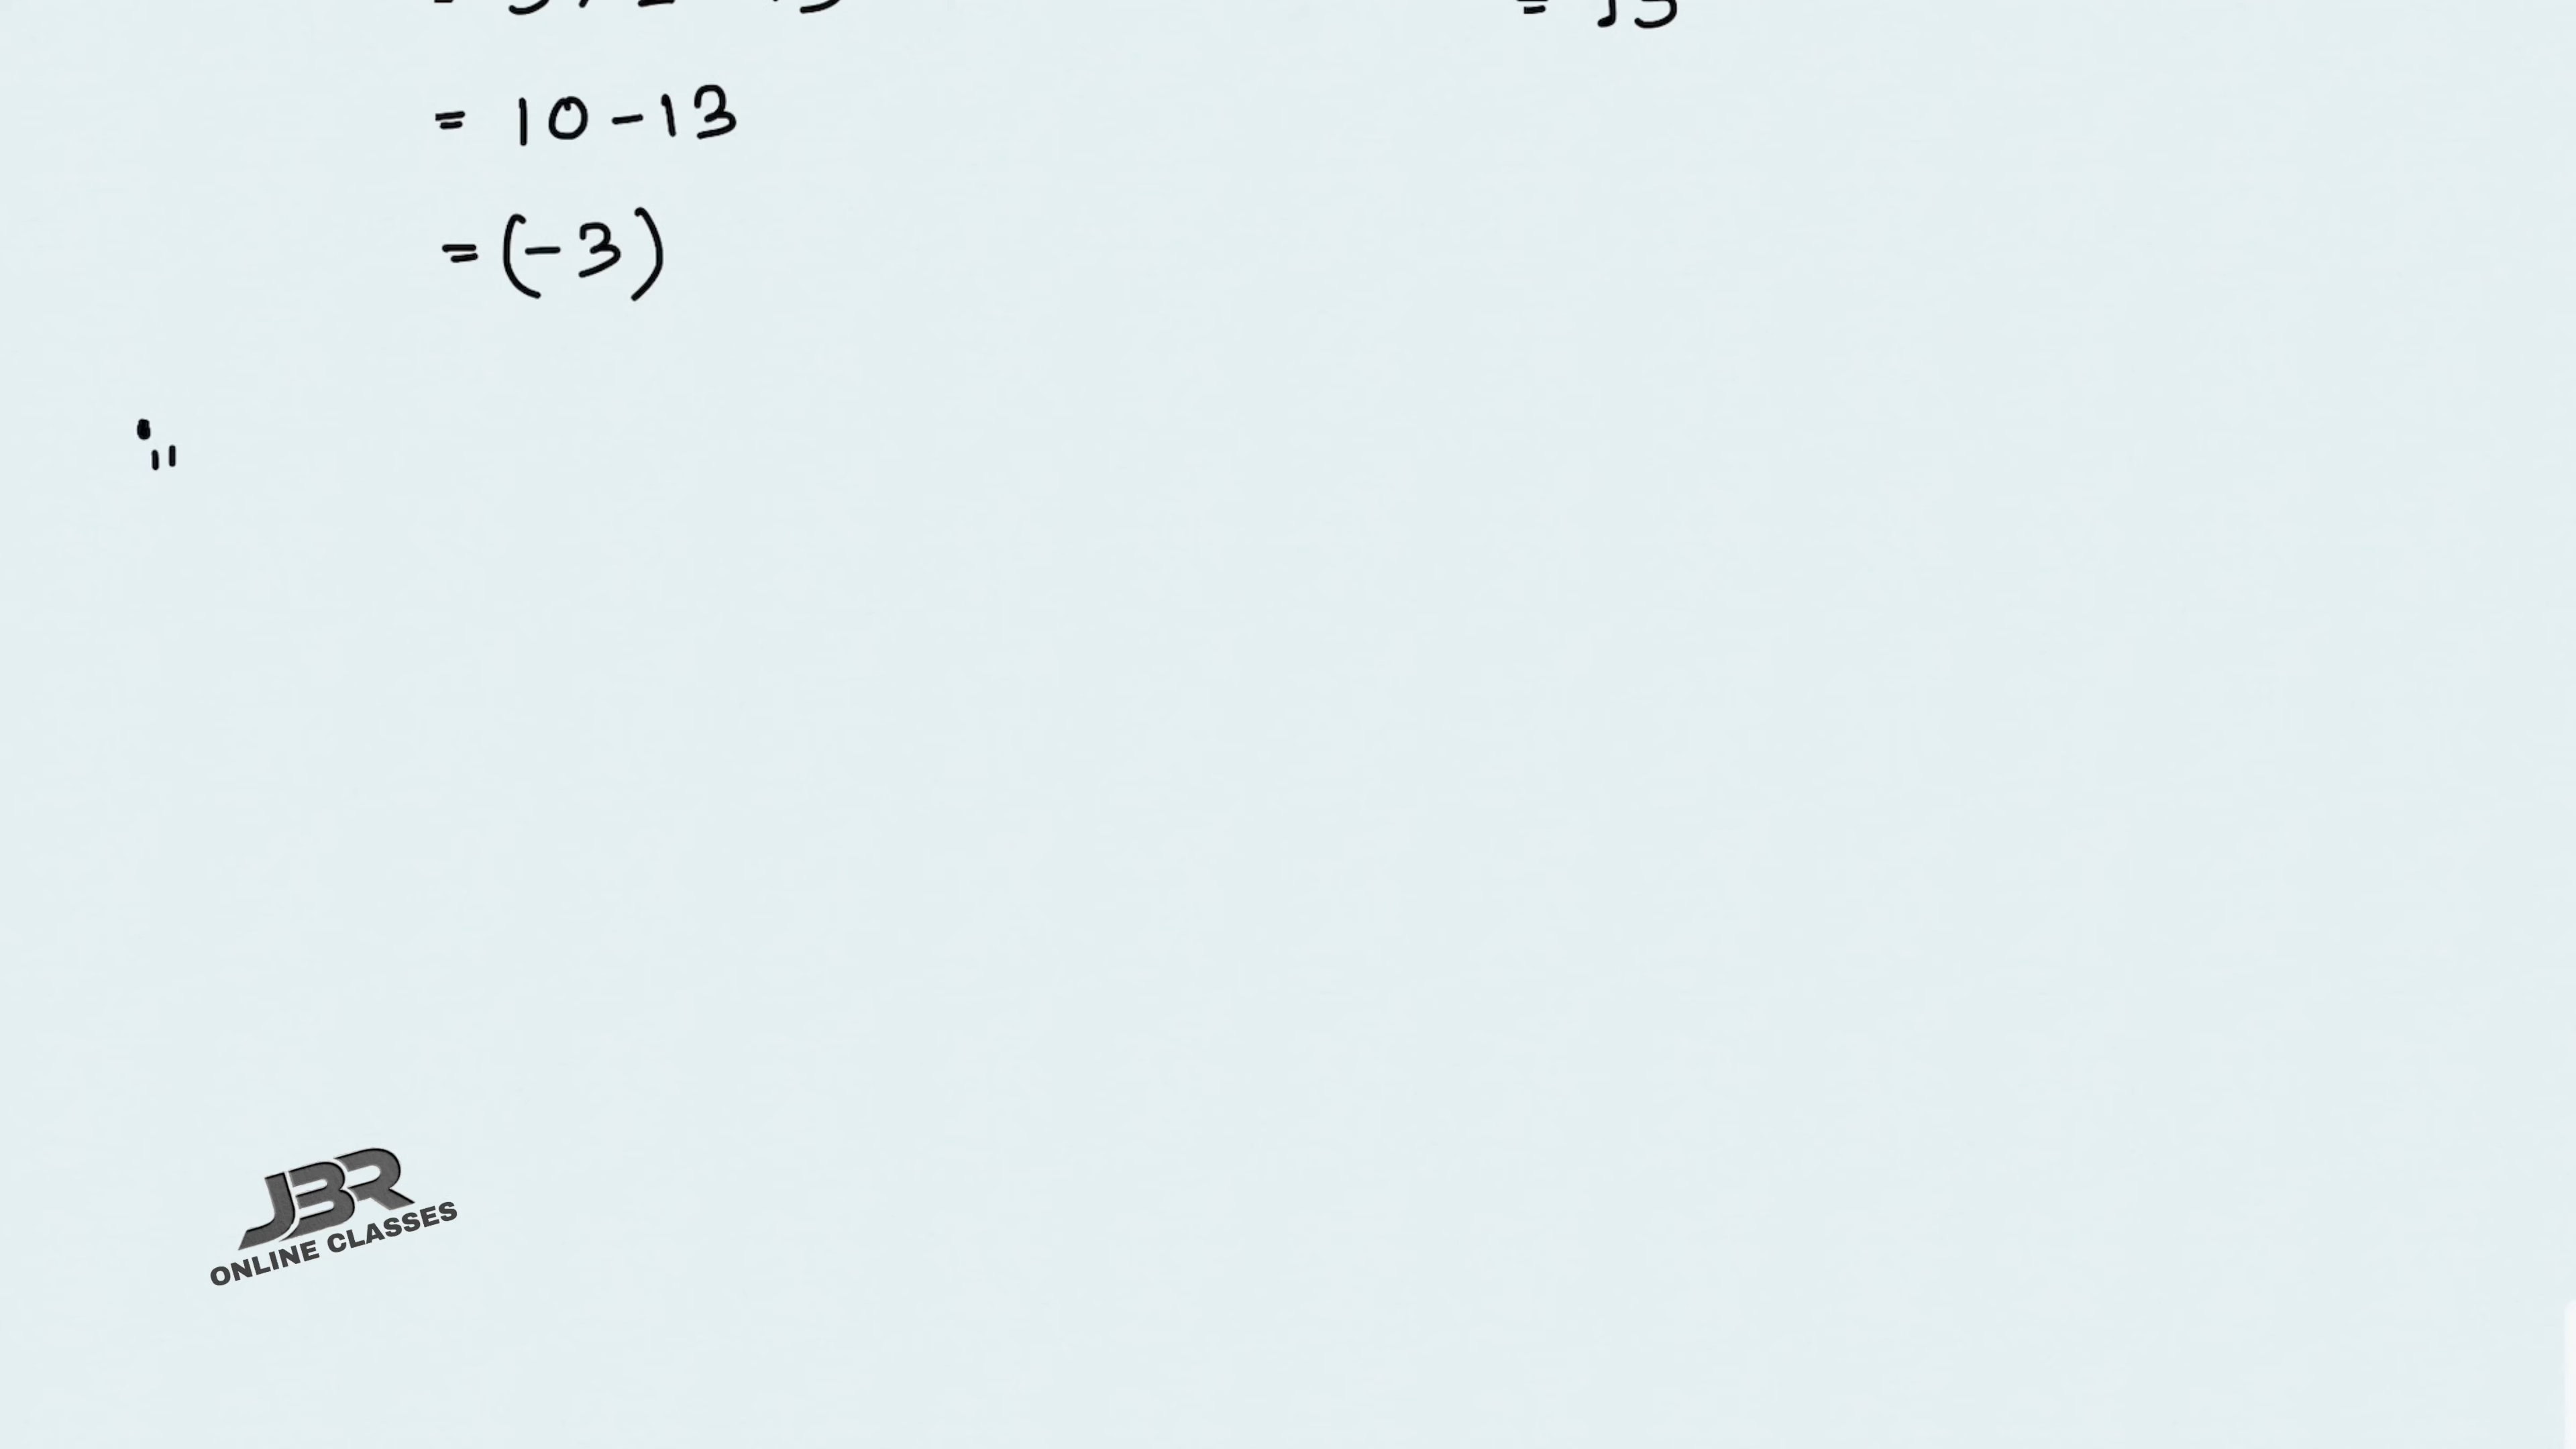 = 10-13
= (-3)
JBR
ONLINE CLASSES